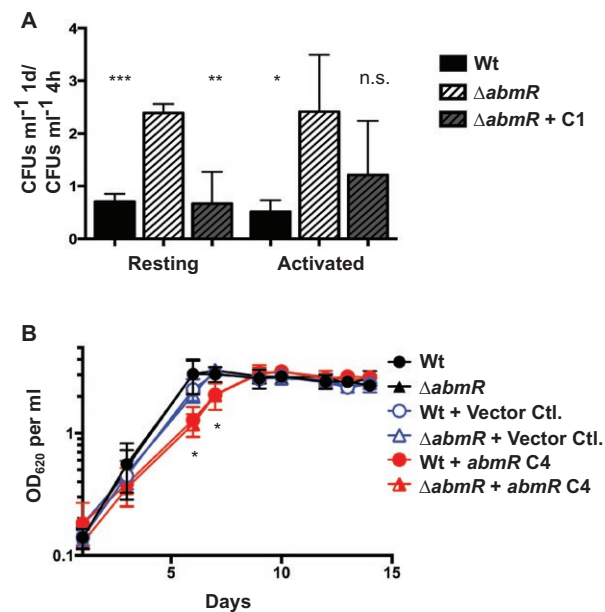 A
CFUs ml⁻¹ 1d/
CFUs ml⁻¹ 4h
4
3
2
1
0
***
**
*
n.s.
Resting
Activated
Wt
ΔabmR
ΔabmR + C1
B
OD₆₂₀ per ml
1
0.1
*
*
5
10
15
Days
Wt
ΔabmR
Wt + Vector Ctl.
ΔabmR + Vector Ctl.
Wt + abmR C4
ΔabmR + abmR C4